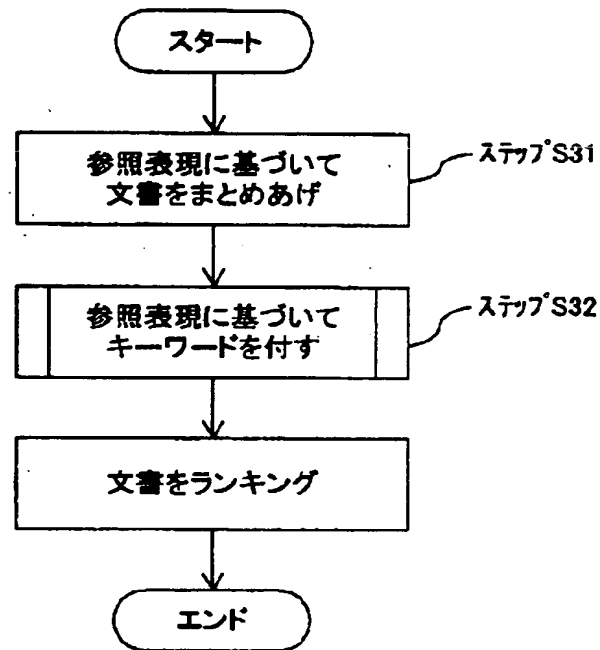 スタート
参照表現に基づいて
文書をまとめあげ
ステップS31
参照表現に基づいて
キーワードを付す
ステップS32
文書をランキング
エンド